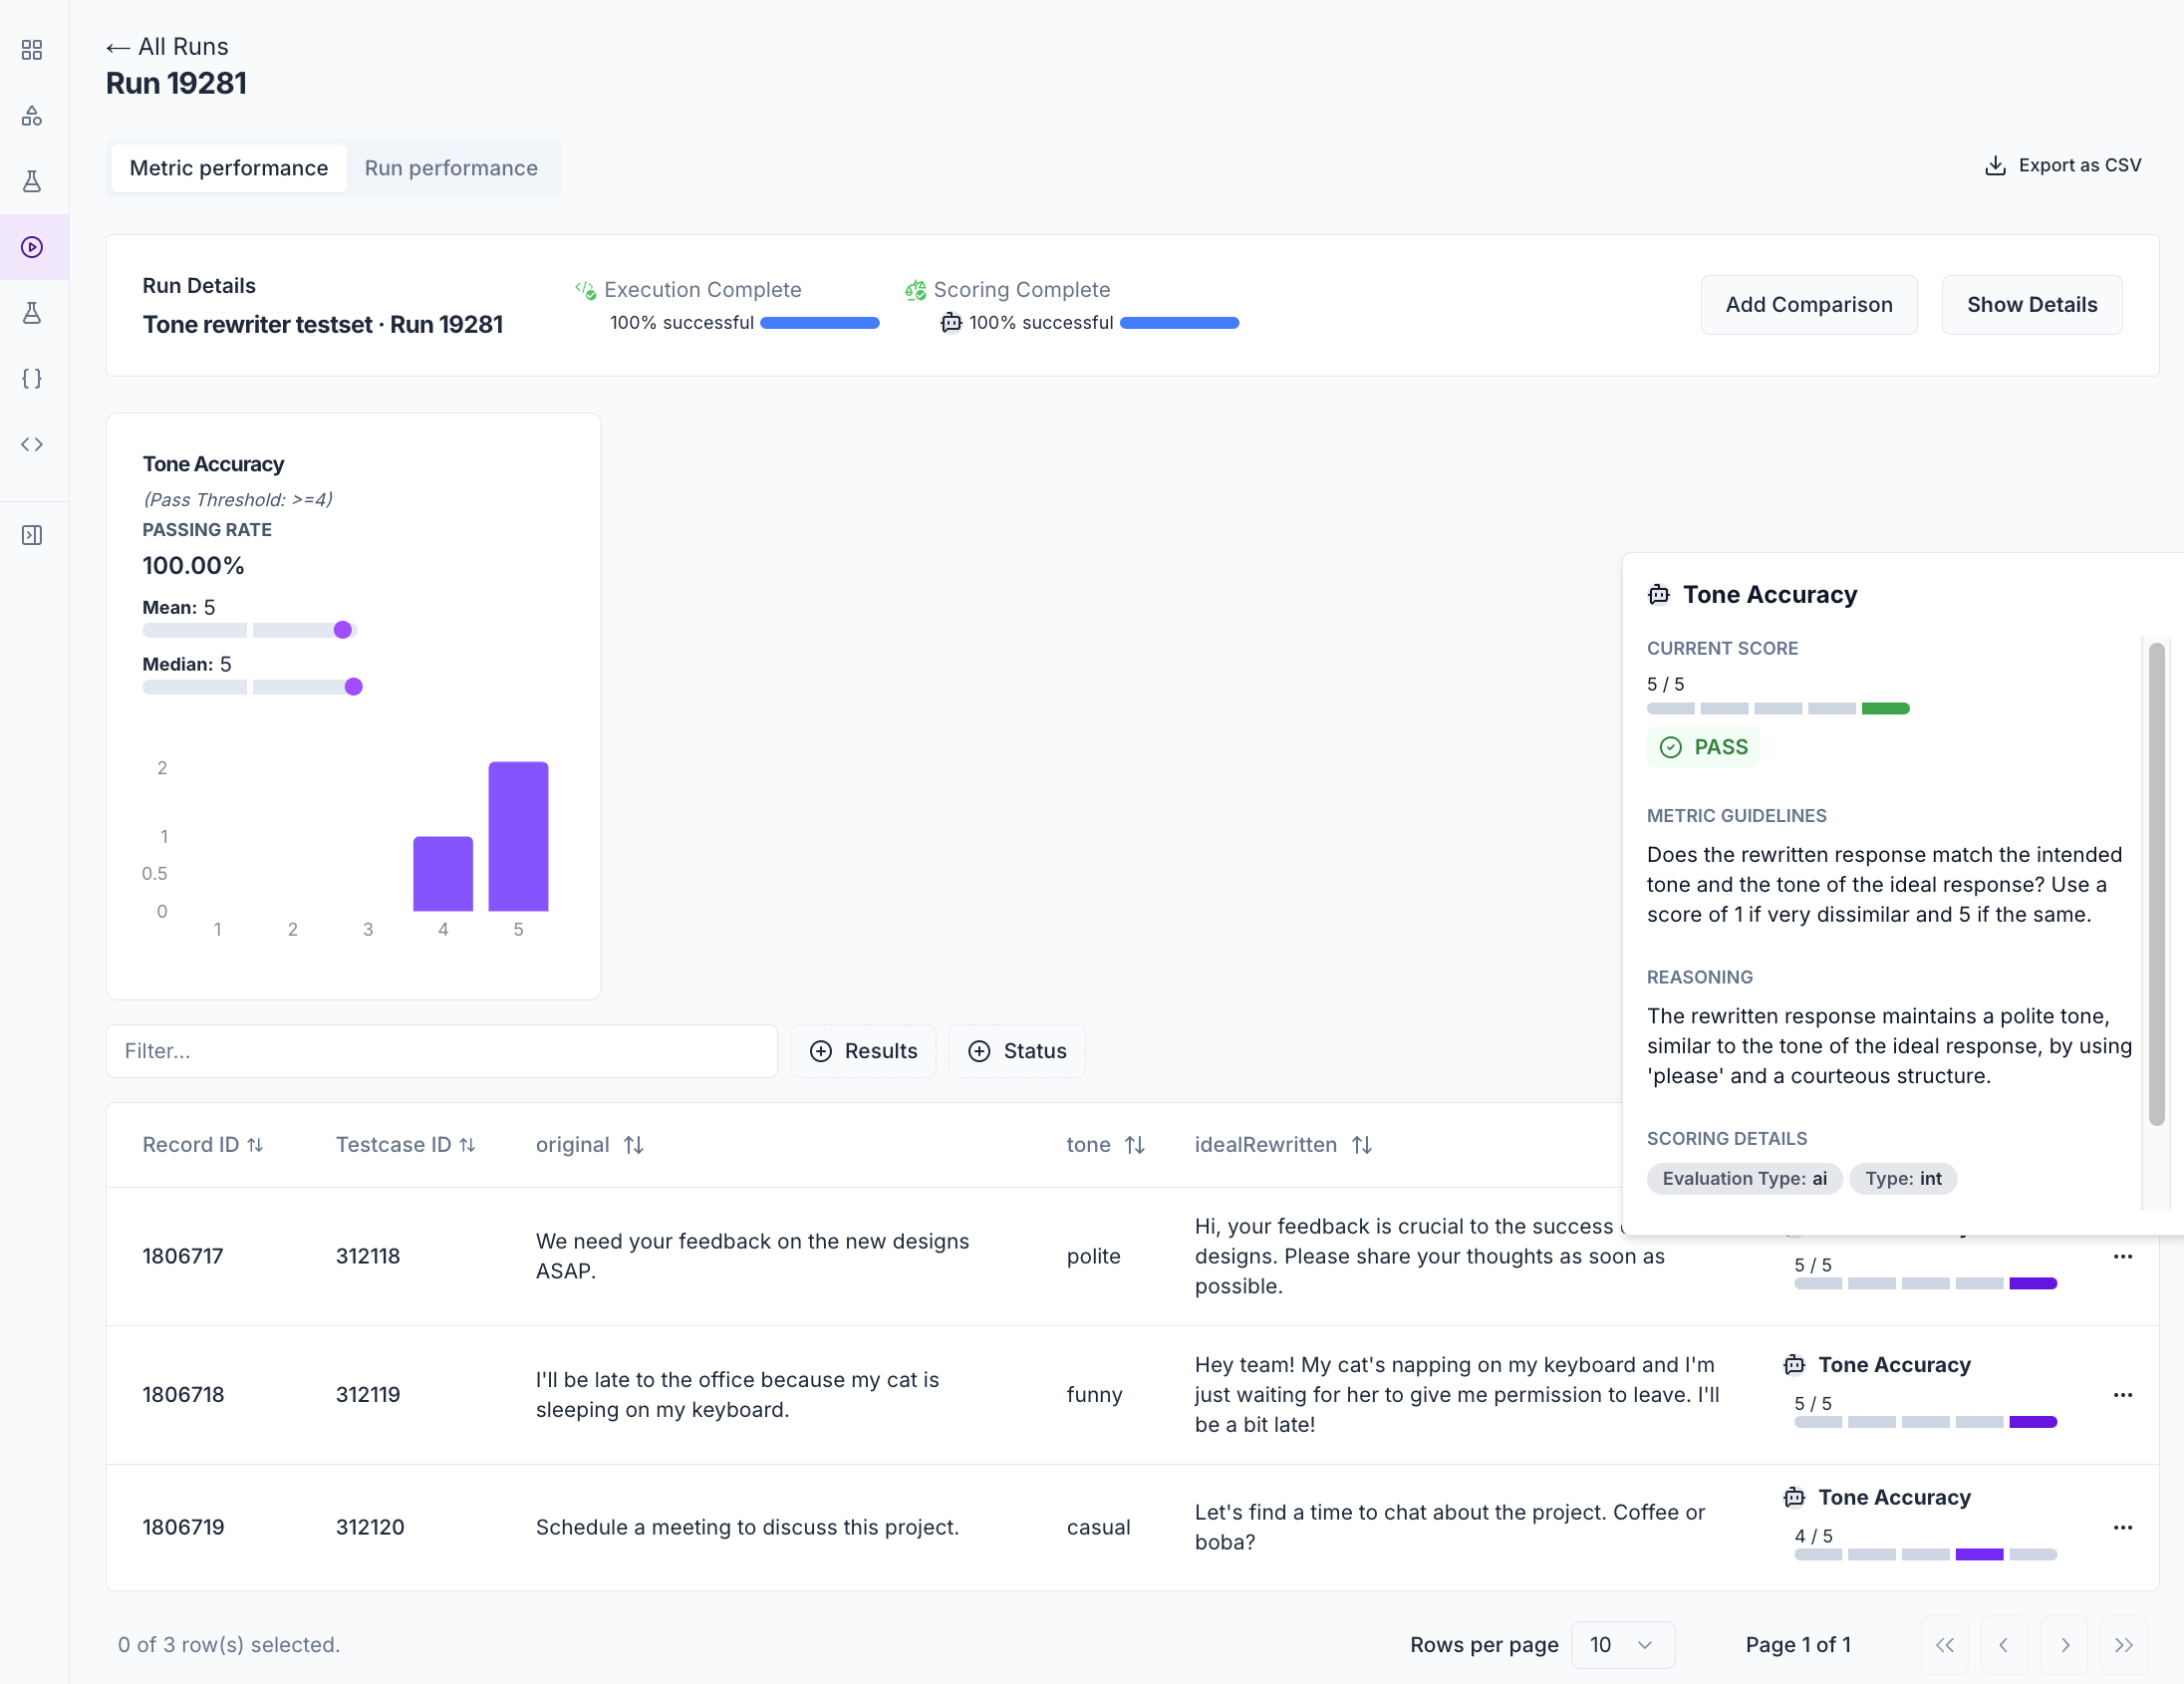 ← All Runs
Run 19281
Metric performance
Run performance
Export as CSV
Run Details
Tone rewriter testset · Run 19281
Execution Complete
100% successful
Scoring Complete
100% successful
Add Comparison
Show Details
Tone Accuracy
(Pass Threshold: >=4)
PASSING RATE
100.00%
Mean: 5
Median: 5
2
1
0.5
0
1
2
3
4
5
Tone Accuracy
CURRENT SCORE
5 / 5
PASS
METRIC GUIDELINES
Does the rewritten response match the intended
tone and the tone of the ideal response? Use a
score of 1 if very dissimilar and 5 if the same.
REASONING
The rewritten response maintains a polite tone,
similar to the tone of the ideal response, by using
'please' and a courteous structure.
SCORING DETAILS
Evaluation Type: ai
Type: int
Filter...
Results
Status
Record ID
Testcase ID
original
tone
idealRewritten
1806717
312118
We need your feedback on the new designs
ASAP.
polite
Hi, your feedback is crucial to the success
designs. Please share your thoughts as soon as
possible.
5 / 5
1806718
312119
I'll be late to the office because my cat is
sleeping on my keyboard.
funny
Hey team! My cat's napping on my keyboard and I'm
just waiting for her to give me permission to leave. I'll
be a bit late!
Tone Accuracy
5 / 5
1806719
312120
Schedule a meeting to discuss this project.
casual
Let's find a time to chat about the project. Coffee or
boba?
Tone Accuracy
4 / 5
0 of 3 row(s) selected.
Rows per page
10
Page 1 of 1